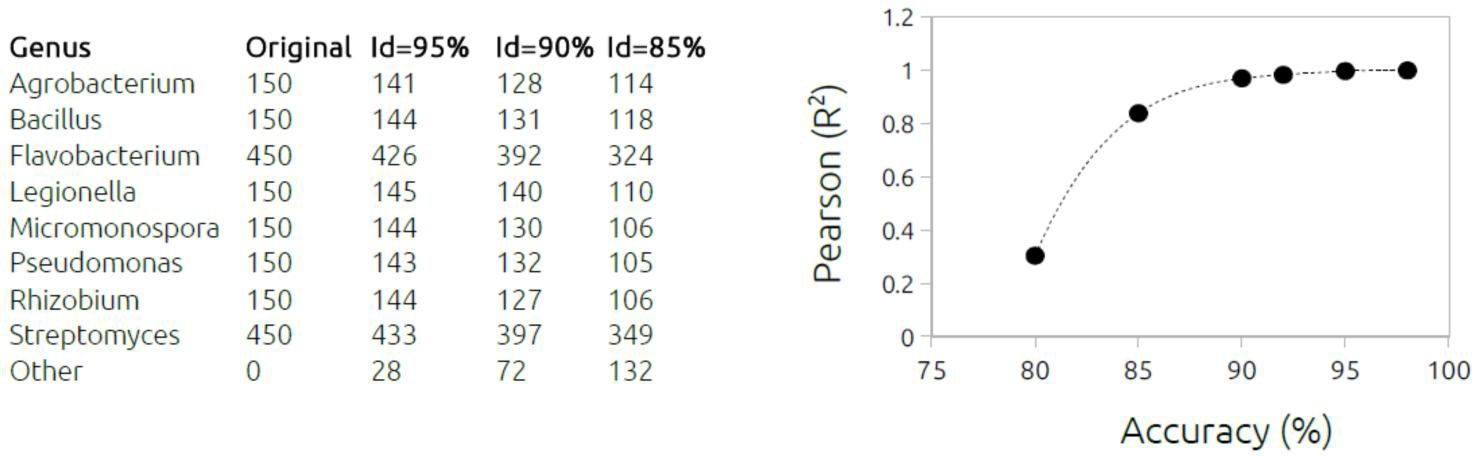 Genus Original Id=95% Id=90% Id=85%
Agrobacterium 150 141 128 114
Bacillus 150 144 131 118
Flavobacterium 450 426 392 324
Legionella 150 145 140 110
Micromonospora 150 144 130 106
Pseudomonas 150 143 132 105
Rhizobium 150 144 127 106
Streptomyces 450 433 397 349
Other 0 28 72 132
Pearson (R²)
1.2
1
0.8
0.6
0.4
0.2
0
75 80 85 90 95 100
Accuracy (%)